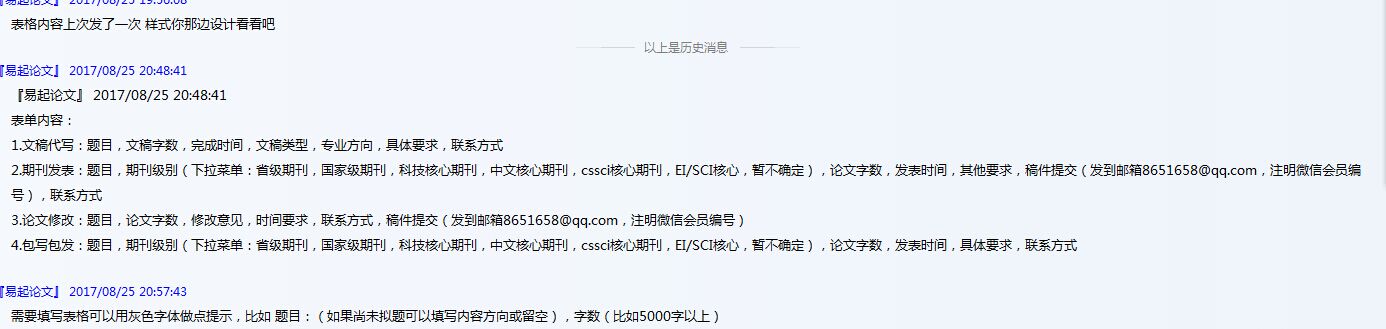 『易起论文』 2017/08/25 19:56:08
表格内容上次发了一次 样式你那边设计看看吧
以上是历史消息
『易起论文』 2017/08/25 20:48:41
『易起论文』 2017/08/25 20:48:41
表单内容：
1.文稿代写：题目，文稿字数，完成时间，文稿类型，专业方向，具体要求，联系方式
2.期刊发表：题目，期刊级别（下拉菜单：省级期刊，国家级期刊，科技核心期刊，中文核心期刊，cssci核心期刊，EI/SCI核心，暂不确定），论文字数，发表时间，其他要求，稿件提交（发到邮箱8651658@qq.com，注明微信会员编
号），联系方式
3.论文修改：题目，论文字数，修改意见，时间要求，联系方式，稿件提交（发到邮箱8651658@qq.com，注明微信会员编号）
4.包写包发：题目，期刊级别（下拉菜单：省级期刊，国家级期刊，科技核心期刊，中文核心期刊，cssci核心期刊，EI/SCI核心，暂不确定），论文字数，发表时间，具体要求，联系方式
『易起论文』 2017/08/25 20:57:43
需要填写表格可以用灰色字体做点提示，比如 题目：（如果尚未拟题可以填写内容方向或留空），字数（比如5000字以上）